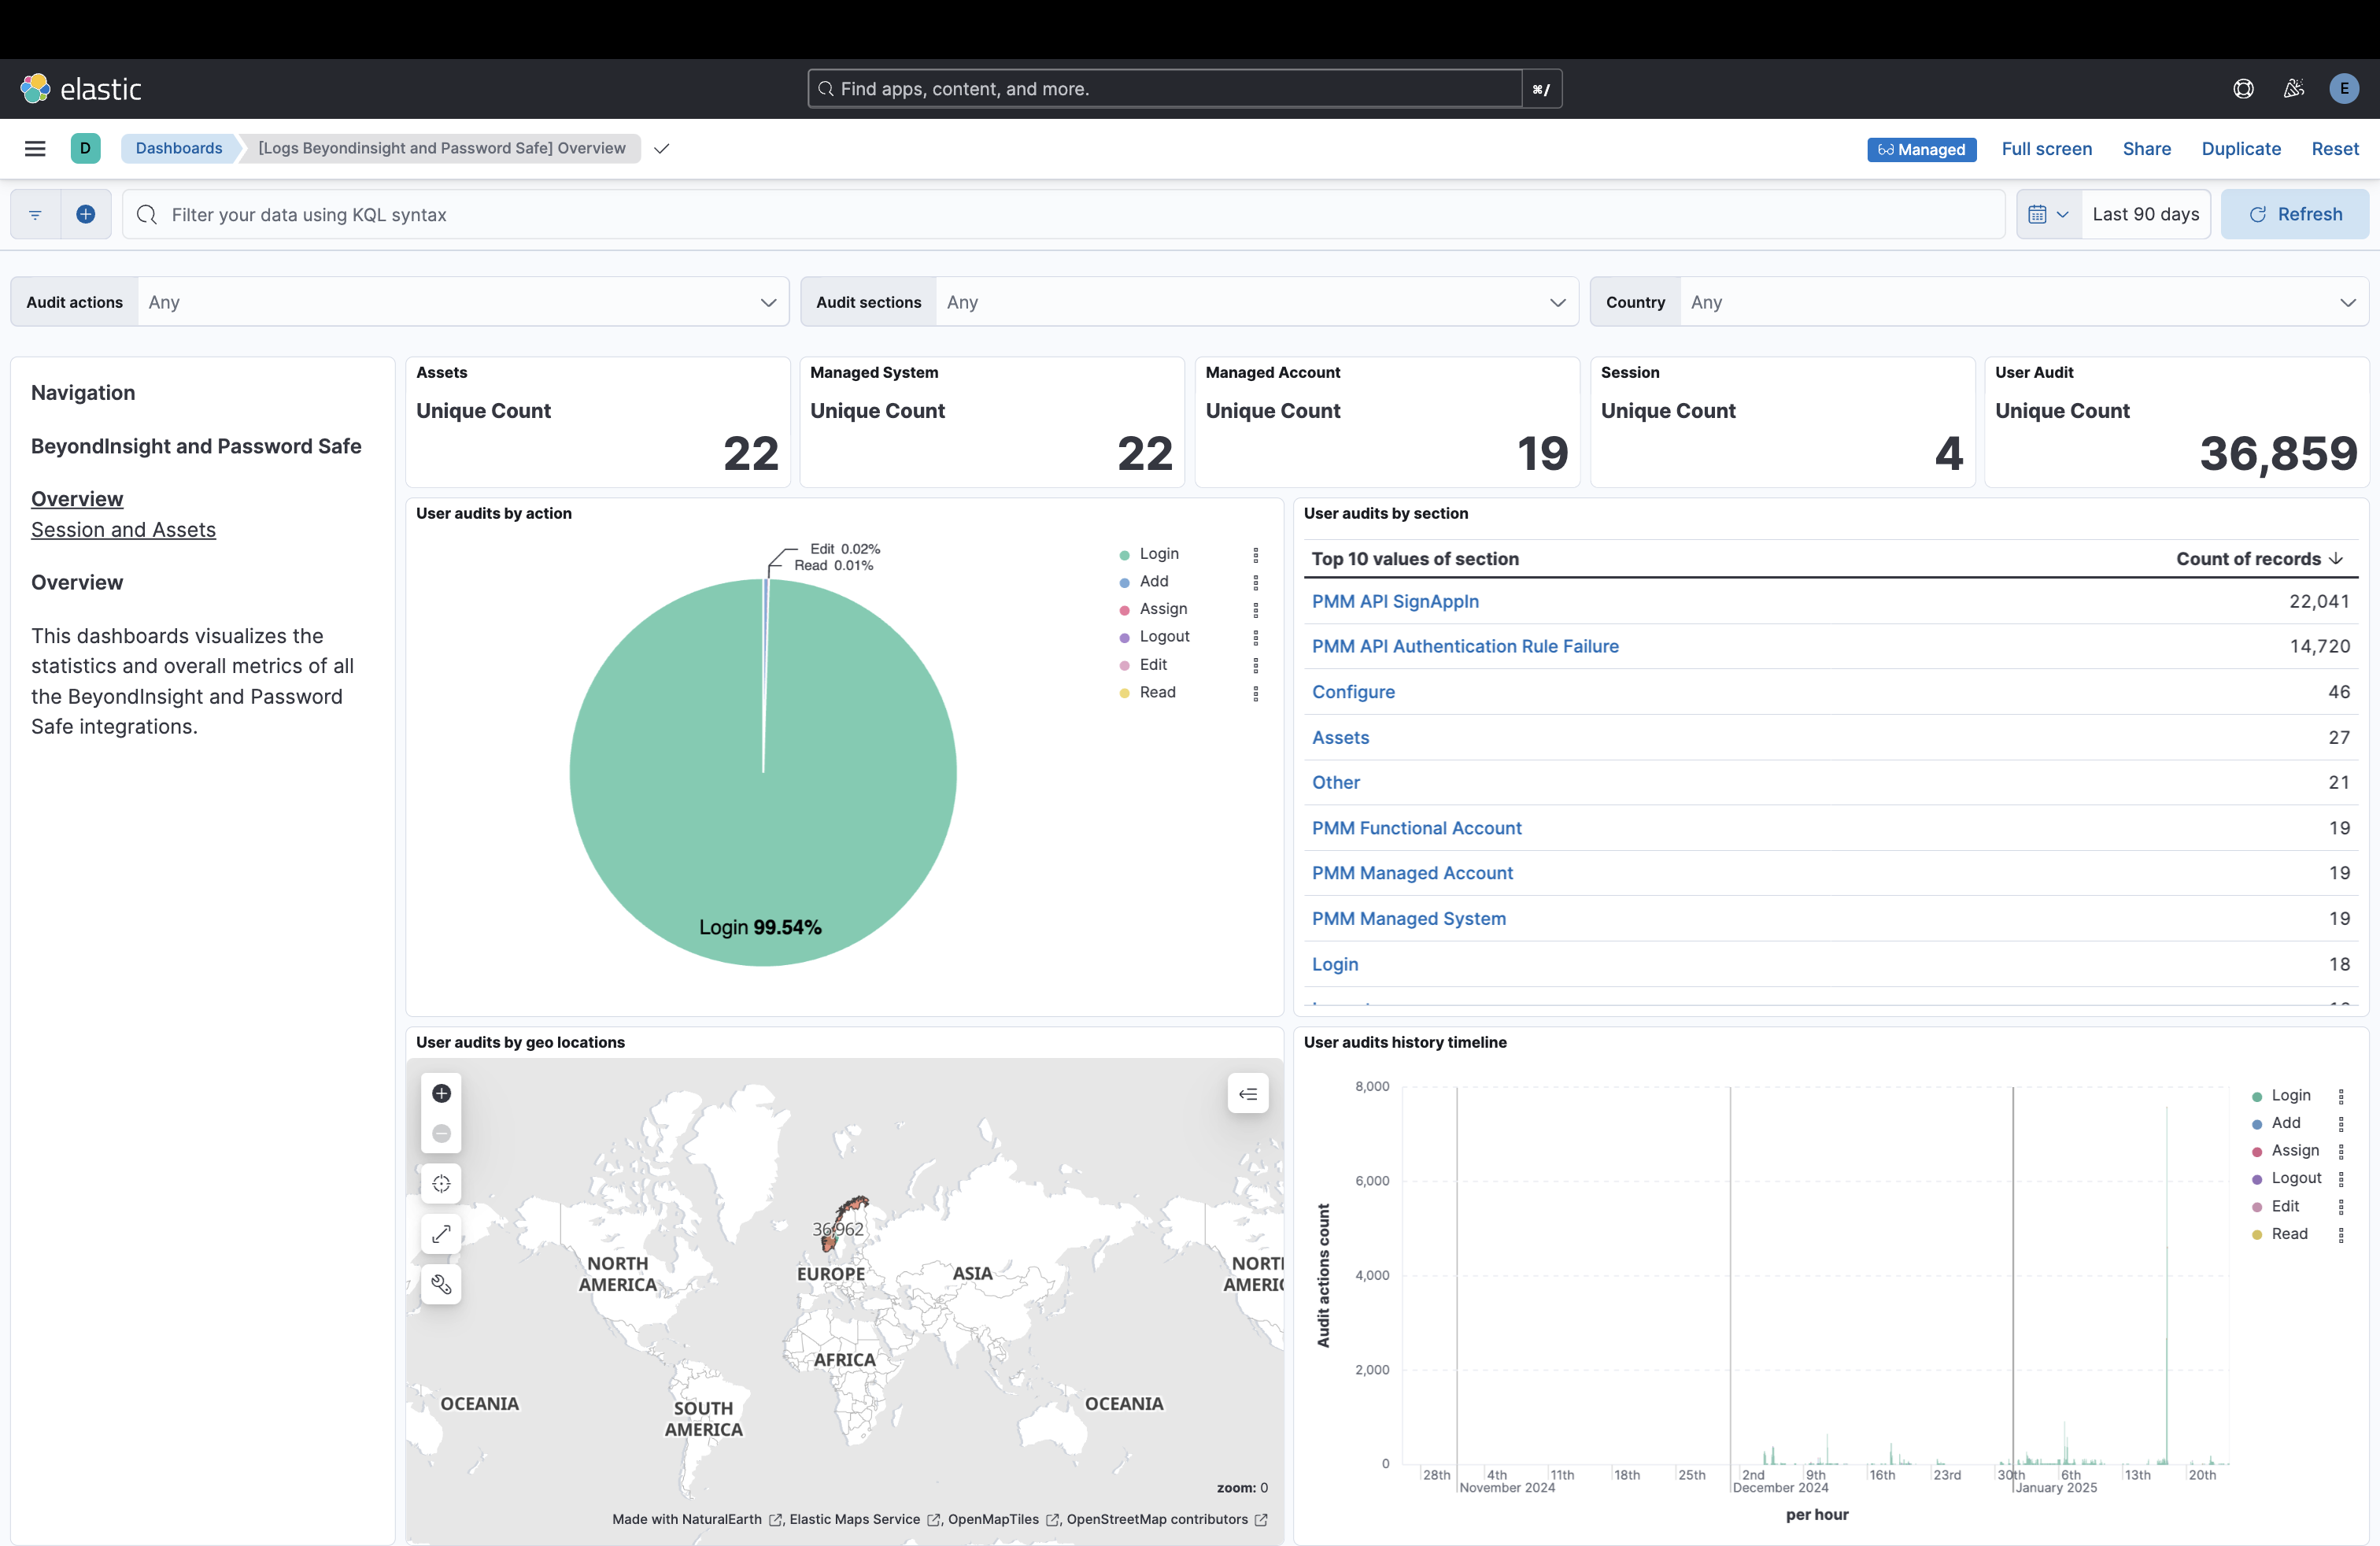 elastic
Find apps, content, and more.
⌘/
E
D
Dashboards
[Logs Beyondinsight and Password Safe] Overview
Managed
Full screen
Share
Duplicate
Reset
Filter your data using KQL syntax
Last 90 days
Refresh
Audit actions
Any
Audit sections
Any
Country
Any
Navigation
BeyondInsight and Password Safe
Overview
Session and Assets
Overview
This dashboards visualizes the
statistics and overall metrics of all
the BeyondInsight and Password
Safe integrations.
Assets
Unique Count
22
Managed System
Unique Count
22
Managed Account
Unique Count
19
Session
Unique Count
4
User Audit
Unique Count
36,859
User audits by action
Edit 0.02%
Read 0.01%
Login 99.54%
Login
Add
Assign
Logout
Edit
Read
User audits by section
Top 10 values of section Count of records
PMM API SignAppIn 22,041
PMM API Authentication Rule Failure 14,720
Configure 46
Assets 27
Other 21
PMM Functional Account 19
PMM Managed Account 19
PMM Managed System 19
Login 18
User audits by geo locations
36,962
NORTH
AMERICA
EUROPE
ASIA
NORTH
AMERIC
AFRICA
OCEANIA
SOUTH
AMERICA
OCEANIA
zoom: 0
Made with NaturalEarth, Elastic Maps Service, OpenMapTiles, OpenStreetMap contributors
User audits history timeline
8,000
6,000
4,000
2,000
0
Audit actions count
28th 4th 11th 18th 25th 2nd 9th 16th 23rd 30th 6th 13th 20th
November 2024 December 2024 January 2025
per hour
Login
Add
Assign
Logout
Edit
Read